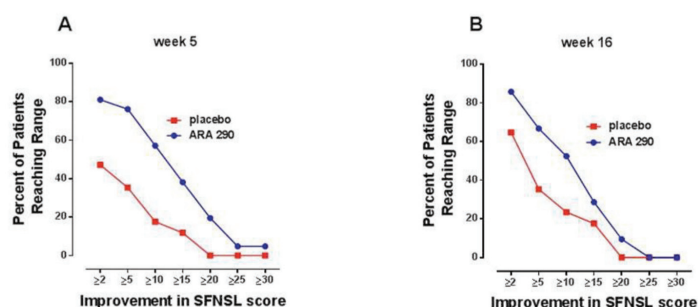 A
week 5
100
80
60
40
20
0
Percent of Patients
Reaching Range
placebo
ARA 290
≥2 ≥5 ≥10 ≥15 ≥20 ≥25 ≥30
Improvement in SFNSL score
B
week 16
100
80
60
40
20
0
Percent of Patients
Reaching Range
placebo
ARA 290
≥2 ≥5 ≥10 ≥15 ≥20 ≥25 ≥30
Improvement in SFNSL score